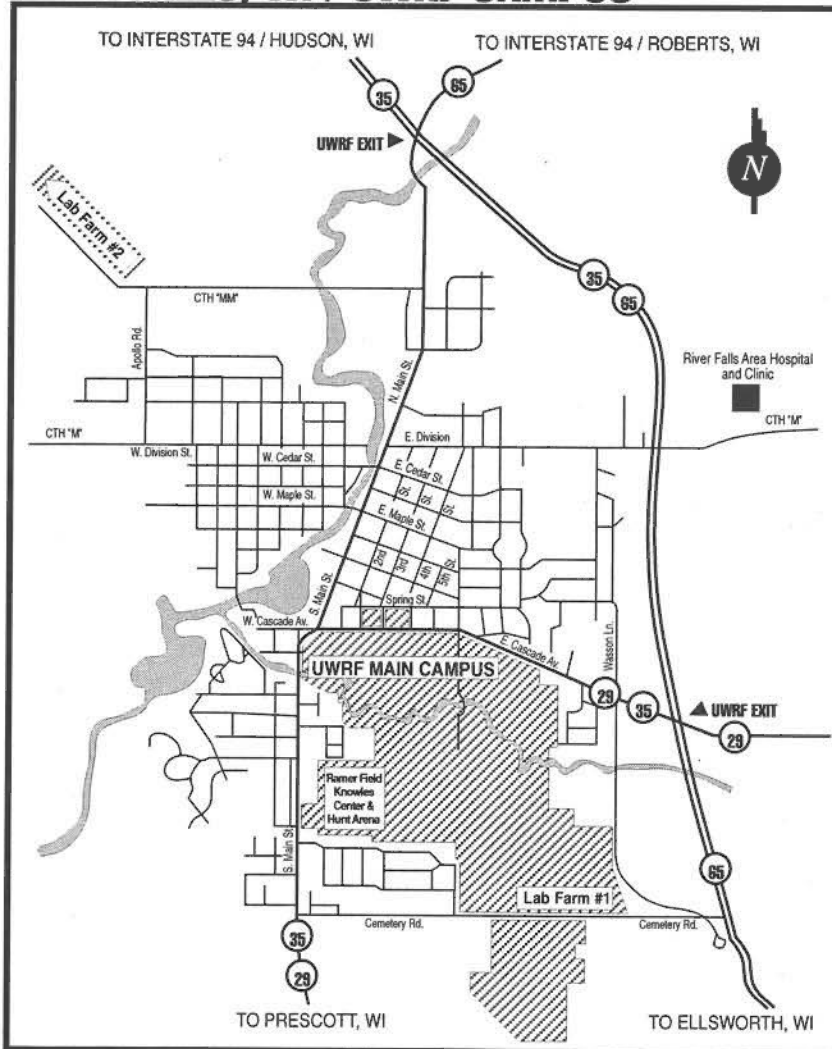 TO INTERSTATE 94 / HUDSON, WI
TO INTERSTATE 94 / ROBERTS, WI
65
35
UWRF EXIT
N
Lab Farm #2
35
65
CTH "MM"
Apollo Rd.
River Falls Area Hospital
and Clinic
N. Main St.
CTH "M"
CTH "M"
W. Division St.
E. Division
W. Cedar St.
E. Cedar St.
W. Maple St.
E. Maple St.
St.
St.
St.
2nd
3rd
4th
5th St.
S. Main St.
Spring St.
W. Cascade Av.
E. Cascade Av.
Wasson Ln.
UWRF MAIN CAMPUS
29
35
UWRF EXIT
29
Ramer Field
Knowles
Center &
Hunt Arena
S. Main St.
65
Lab Farm #1
Cemetery Rd.
Cemetery Rd.
35
29
TO PRESCOTT, WI
TO ELLSWORTH, WI